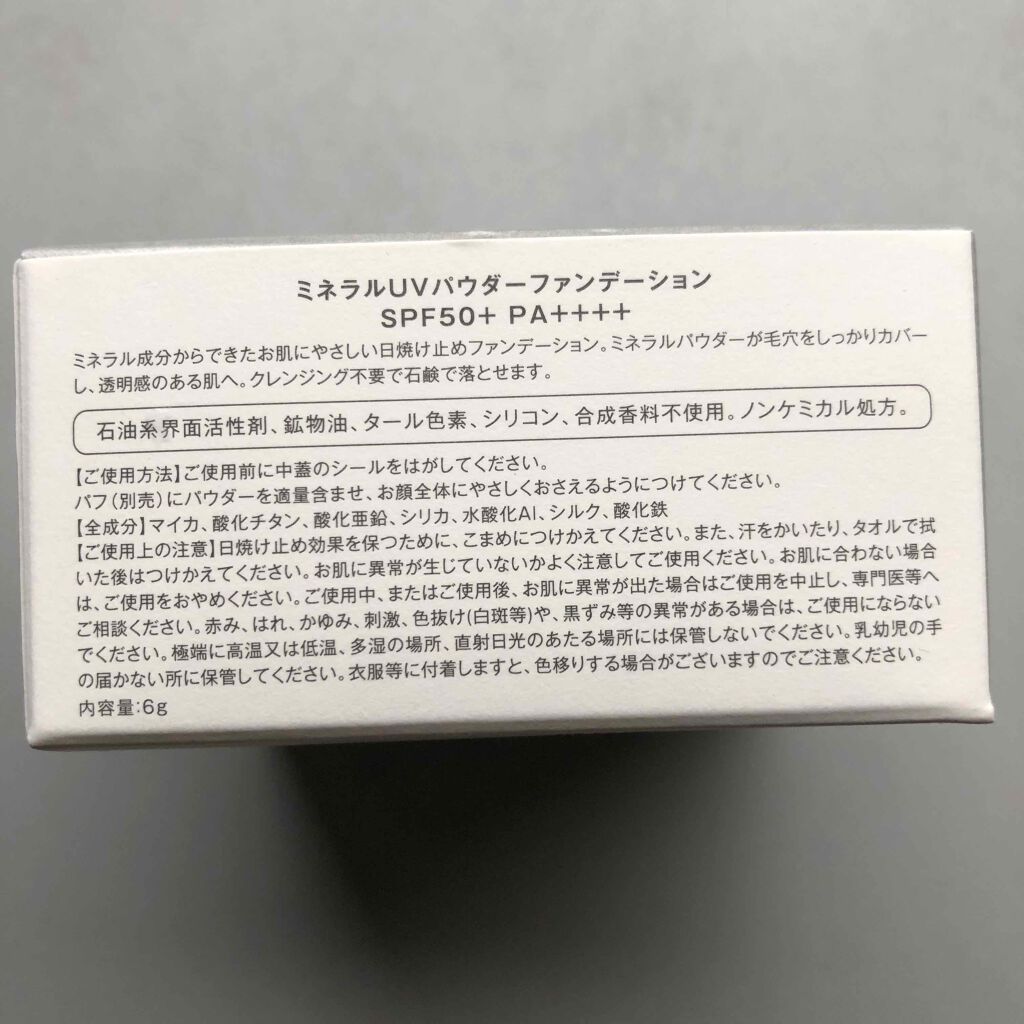 ミネラルUVパウダーファンデーション
SPF50+ PA++++
ミネラル成分からできたお肌にやさしい日焼け止めファンデーション。ミネラルパウダーが毛穴をしっかりカバー
し、透明感のある肌へ。クレンジング不要で石鹸で落とせます。
石油系界面活性剤、鉱物油、タール色素、シリコン、合成香料不使用。ノンケミカル処方。
【ご使用方法】ご使用前に中蓋のシールをはがしてください。
パフ(別売)にパウダーを適量含ませ、お顔全体にやさしくおさえるようにつけてください。
【全成分】マイカ、酸化チタン、酸化亜鉛、シリカ、水酸化Al、シルク、酸化鉄
【ご使用上の注意】日焼け止め効果を保つために、こまめにつけかえてください。また、汗をかいたり、タオルで拭
いた後はつけかえてください。お肌に異常が生じていないかよく注意してご使用ください。お肌に合わない場合
は、ご使用をおやめください。ご使用中、またはご使用後、お肌に異常が出た場合はご使用を中止し、専門医等へ
ご相談ください。赤み、はれ、かゆみ、刺激、色抜け(白斑等)や、黒ずみ等の異常がある場合は、ご使用にならない
でください。極端に高温又は低温、多湿の場所、直射日光のあたる場所には保管しないでください。乳幼児の手
の届かない所に保管してください。衣服等に付着しますと、色移りする場合がございますのでご注意ください。
内容量:6g